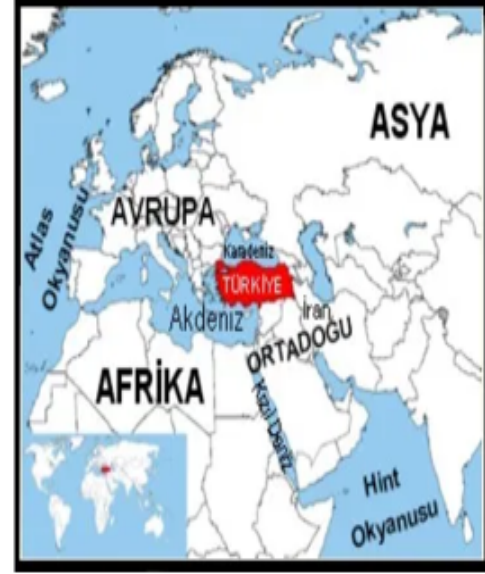 ASYA
Atlas
Okyanusu
AVRUPA
Karadeniz
TÜRKİYE
Akdeniz
İran
ORTADOĞU
AFRİKA
Kızıl Deniz
Hint
Okyanusu